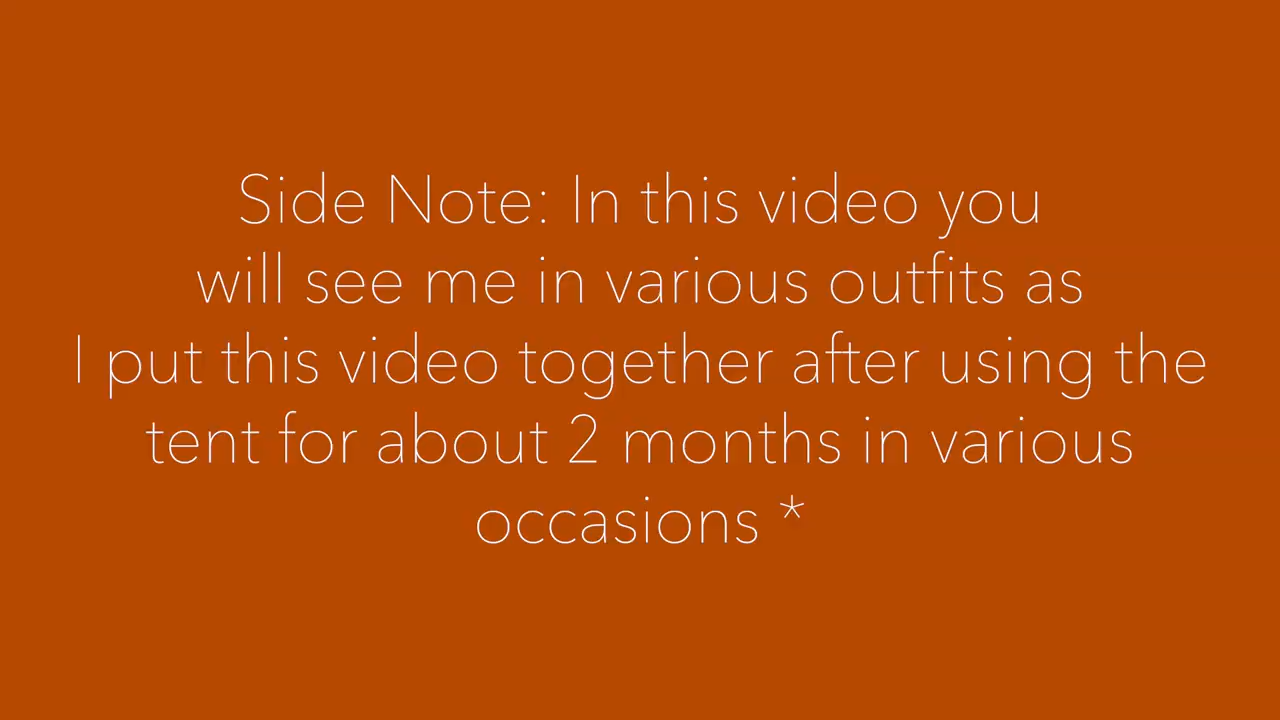 Side Note: In this video you
will see me in various outfits as
I put this video together after using the
tent for about 2 months in various
occasions *